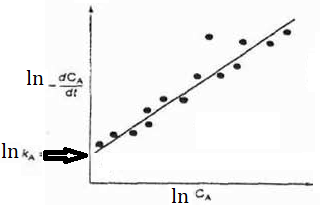 ln - dC_A/dt
ln k_A =
ln C_A